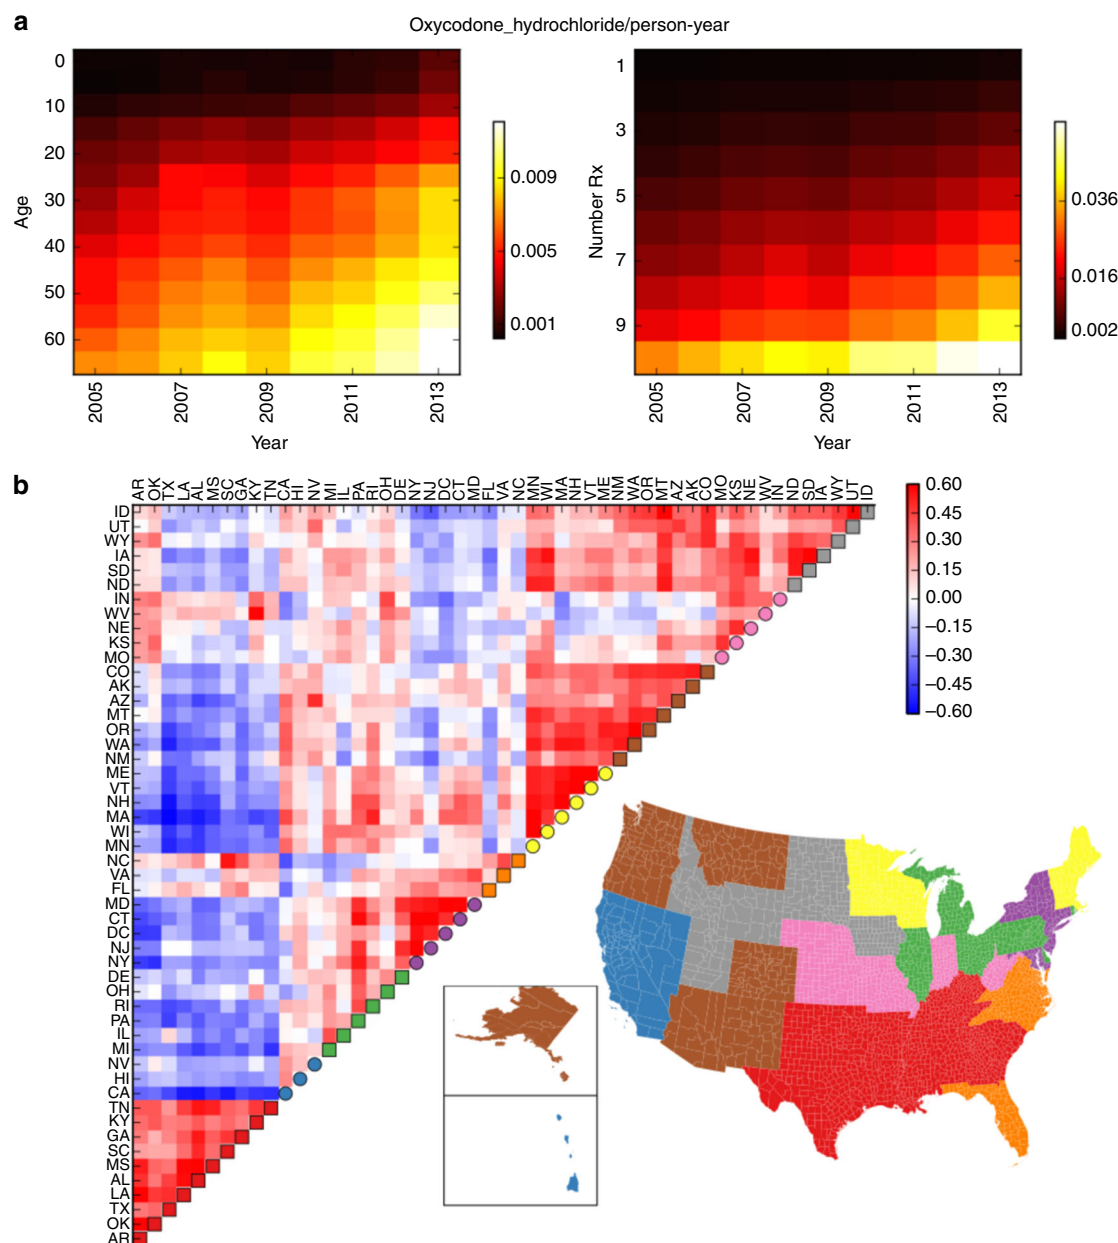 a
Oxycodone_hydrochloride/person-year
Age
0
10
20
30
40
50
60
2005
2007
2009
2011
2013
Year
0.009
0.005
0.001
Number Rx
1
3
5
7
9
2005
2007
2009
2011
2013
Year
0.036
0.016
0.002
b
AR OK TX LA AL MS SC GA KY TN CA HI NV MI IL PA RI OH DE NY NJ DC CT MD FL VA NC MN WI MA NH VT ME NM WA OR MT AZ AK CO MO KS NE WV IN ND SD IA WY UT ID
ID
UT
WY
IA
SD
ND
IN
WV
NE
KS
MO
CO
AK
AZ
MT
OR
WA
NM
ME
VT
NH
MA
WI
MN
NC
VA
FL
MD
CT
DC
NJ
NY
DE
OH
RI
PA
IL
MI
NV
HI
CA
TN
KY
GA
SC
MS
AL
LA
TX
OK
AR
0.60
0.45
0.30
0.15
0.00
−0.15
−0.30
−0.45
−0.60